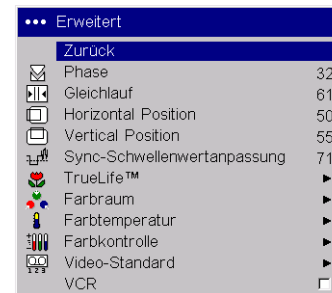 ••• Erweitert
Zurück
Phase 32
Gleichlauf 61
Horizontal Position 50
Vertical Position 55
Sync-Schwellenwertanpassung 71
TrueLife™
Farbraum
Farbtemperatur
Farbkontrolle
Video-Standard
VCR